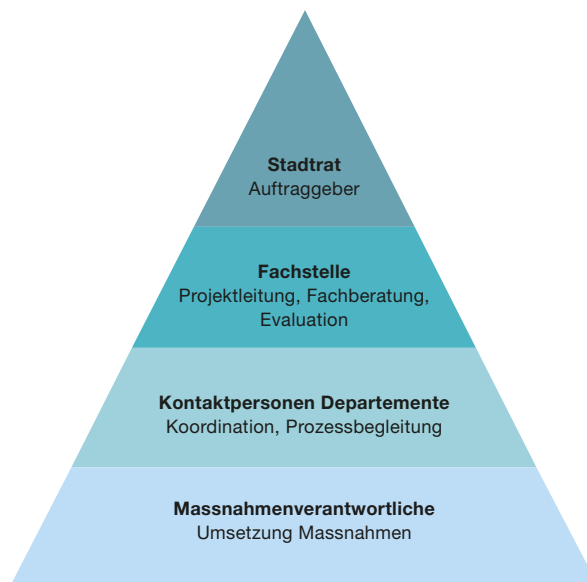 Stadtrat
Auftraggeber
Fachstelle
Projektleitung, Fachberatung,
Evaluation
Kontaktpersonen Departemente
Koordination, Prozessbegleitung
Massnahmenverantwortliche
Umsetzung Massnahmen